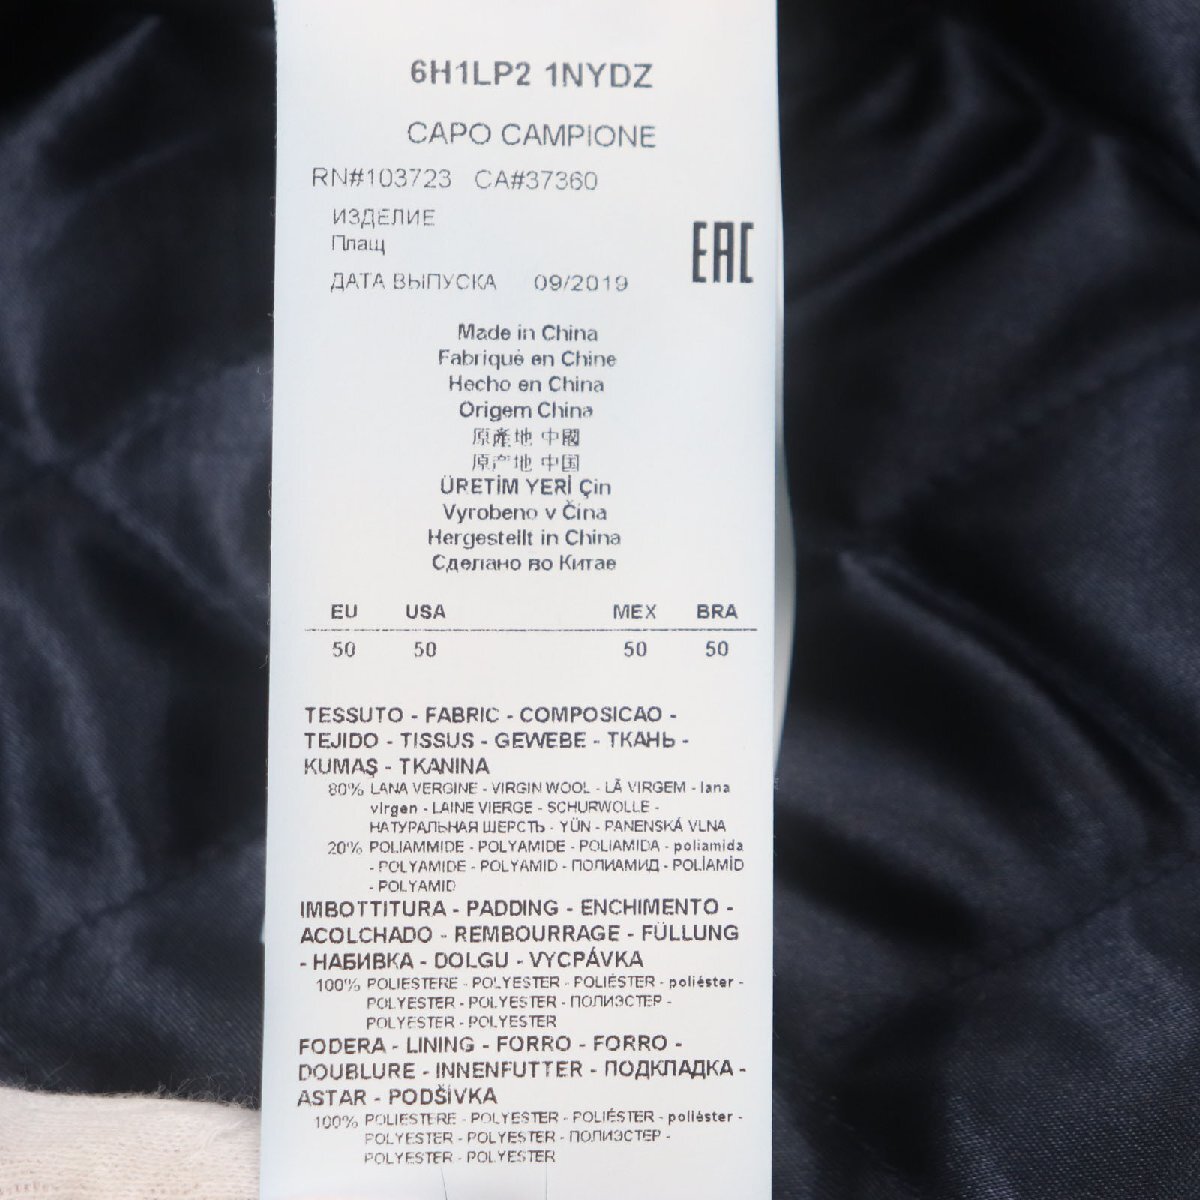 6H1LP2 1NYDZ
CAPO CAMPIONE
RN#103723 CA#37360
ИЗДЕЛИЕ
Плащ
EAC
ДАТА ВЫПУСКА 09/2019
Made in China
Fabriqué en Chine
Hecho en China
Origem China
原產地 中國
原产地 中国
ÜRETİM YERİ Çin
Vyrobeno v Čína
Hergestellt in China
Сделано во Китае
EU USA MEX BRA
50 50 50 50
TESSUTO - FABRIC - COMPOSICAO -
TEJIDO - TISSUS - GEWEBE - ТКАНЬ -
KUMAŞ - TKANINA
80% LANA VERGINE - VIRGIN WOOL - LÃ VIRGEM - lana
virgen - LAINE VIERGE - SCHURWOLLE -
НАТУРАЛЬНАЯ ШЕРСТЬ - YÜN - PANENSKÁ VLNA
20% POLIAMMIDE - POLYAMIDE - POLIAMIDA - poliamida
- POLYAMIDE - POLYAMID - ПОЛИАМИД - POLİAMİD
- POLYAMID
IMBOTTITURA - PADDING - ENCHIMENTO -
ACOLCHADO - REMBOURRAGE - FÜLLUNG
- НАБИВКА - DOLGU - VYCPÁVKA
100% POLIESTERE - POLYESTER - POLIÉSTER - poliéster -
POLYESTER - POLYESTER - ПОЛИЭСТЕР -
POLYESTER - POLYESTER
FODERA - LINING - FORRO - FORRO -
DOUBLURE - INNENFUTTER - ПОДКЛАДКА -
ASTAR - PODŠÍVKA
100% POLIESTERE - POLYESTER - POLIÉSTER - poliéster -
POLYESTER - POLYESTER - ПОЛИЭСТЕР -
POLYESTER - POLYESTER